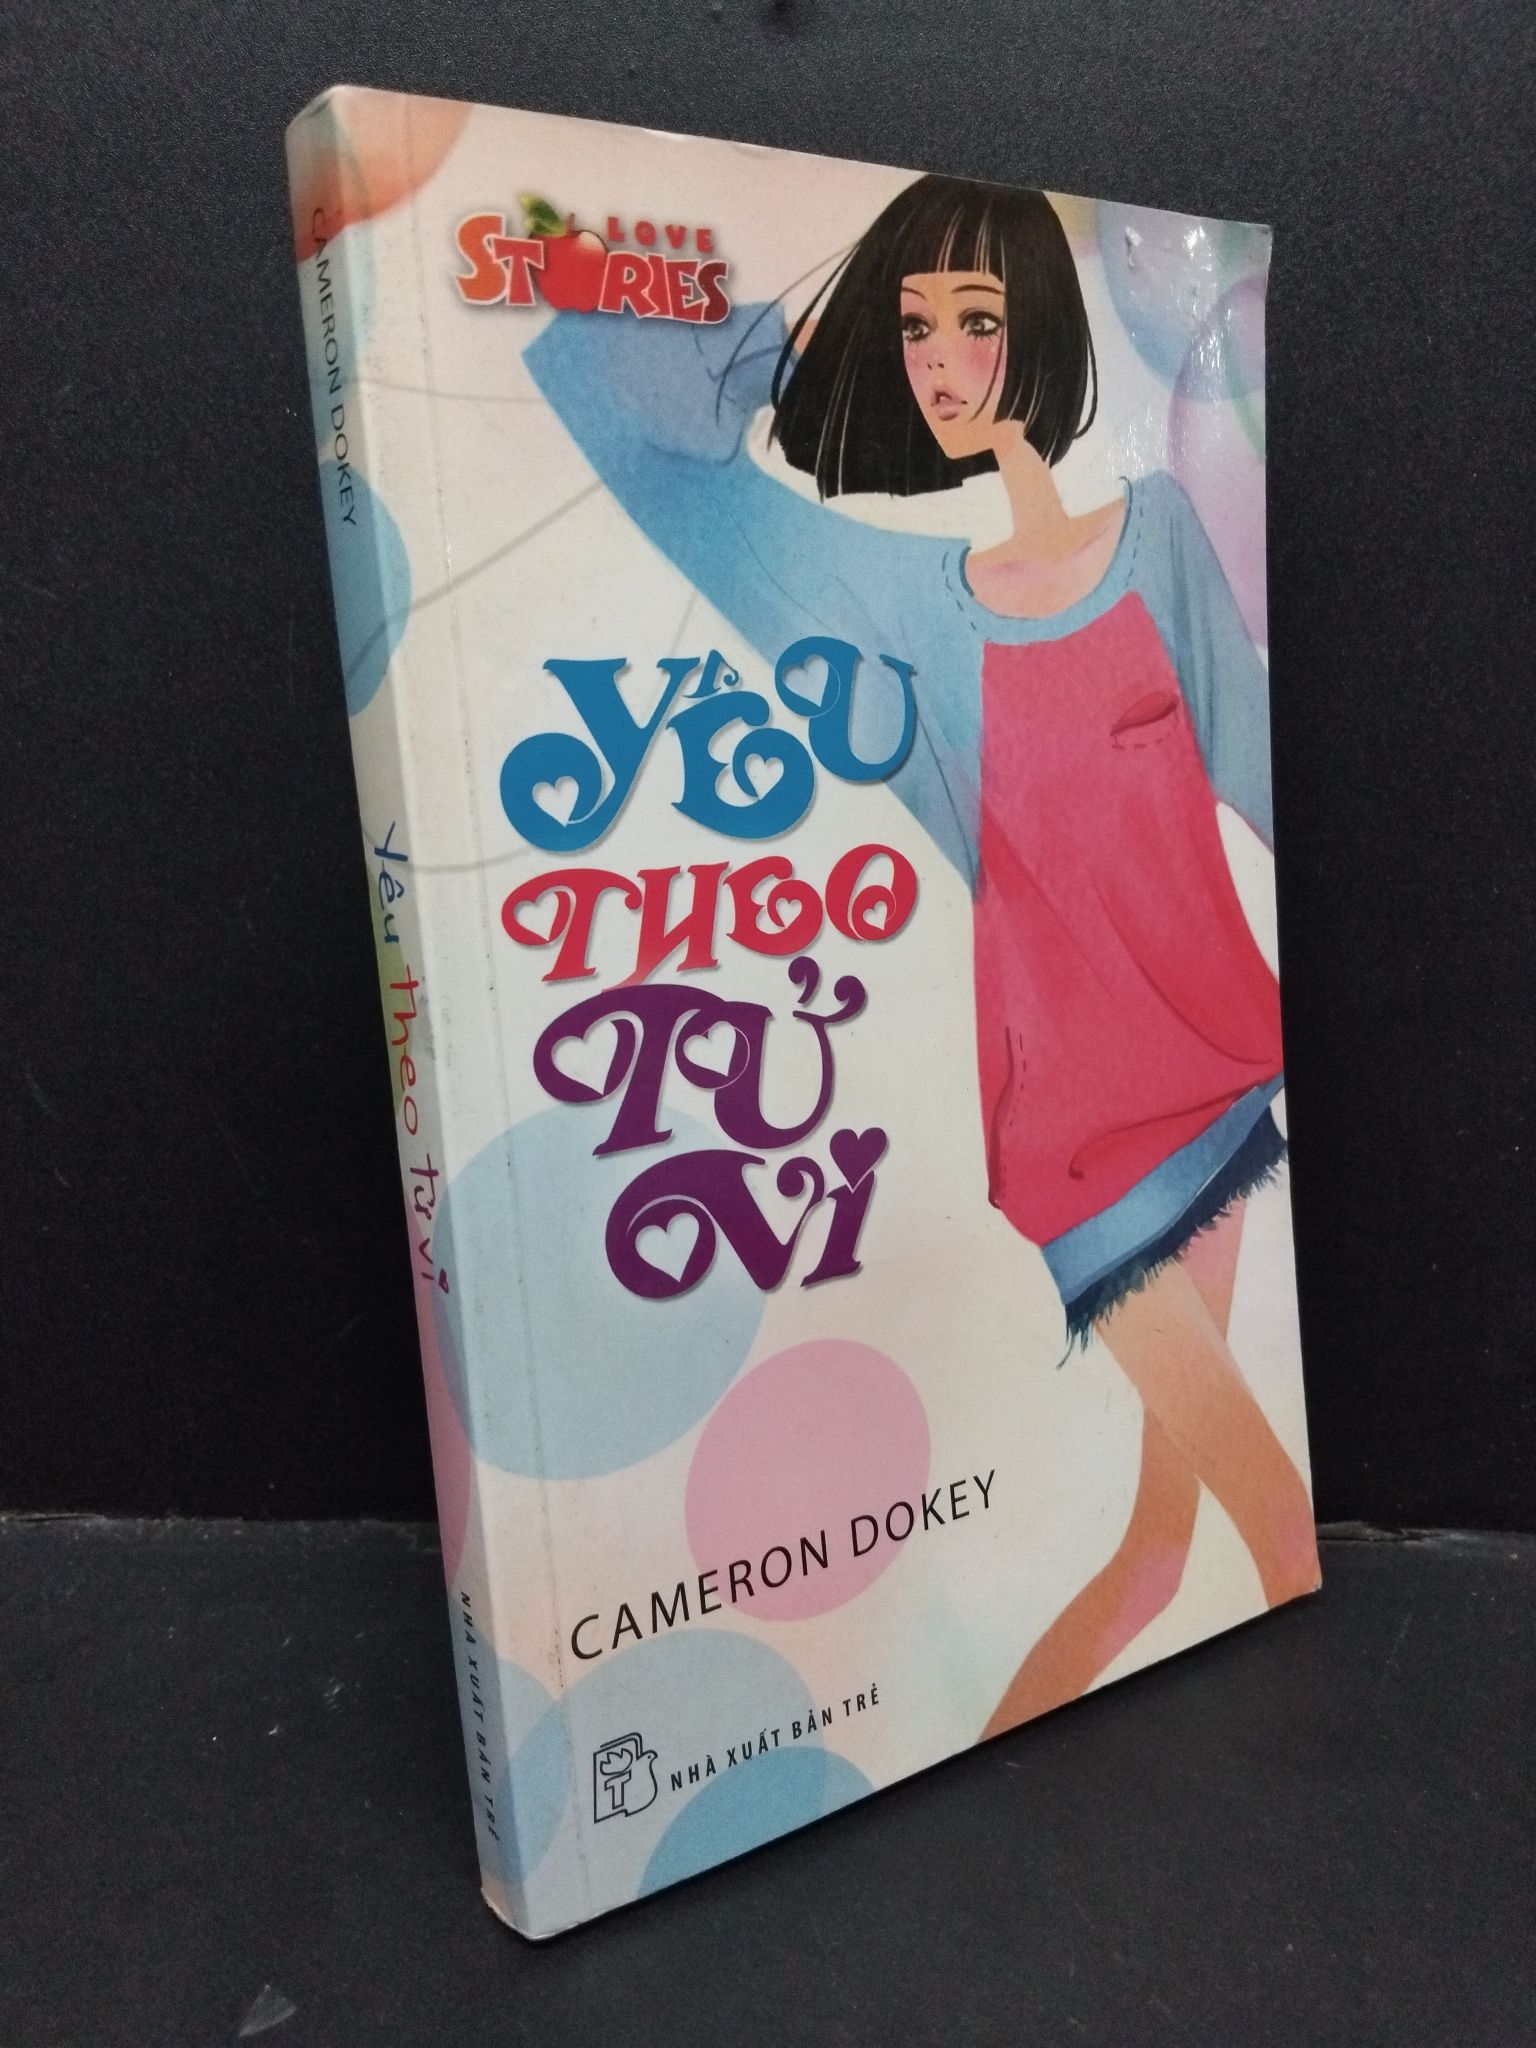 LOVE
STORIES
YÊU
THEO
TỬ
VI
CAMERON DOKEY
NHÀ XUẤT BẢN TRẺ
CAMERON DOKEY
Yêu theo tử vi
NHÀ XUẤT BẢN TRẺ